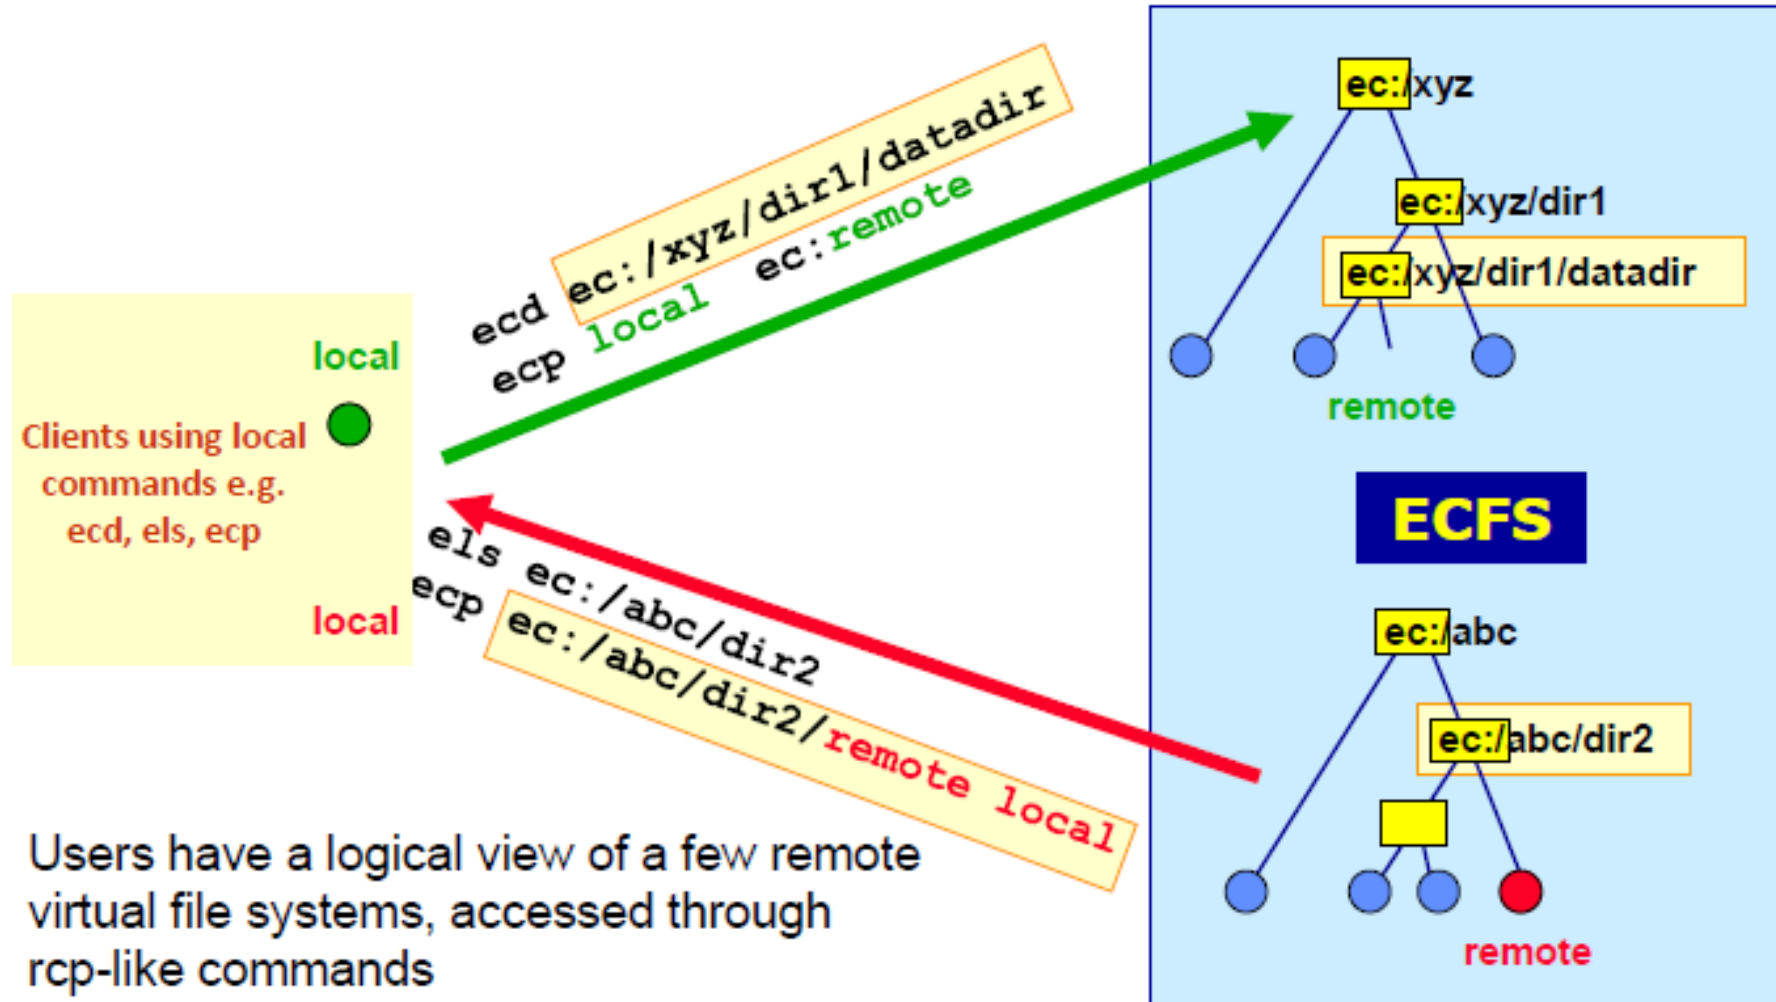 ecd ec:/xyz/dir1/datadir
ecp local ec:remote
local
Clients using local
commands e.g.
ecd, els, ecp
local
els ec:/abc/dir2
ecp ec:/abc/dir2/remote local
Users have a logical view of a few remote
virtual file systems, accessed through
rcp-like commands
ec:/xyz
ec:/xyz/dir1
ec:/xyz/dir1/datadir
remote
ECFS
ec:/abc
ec:/abc/dir2
remote